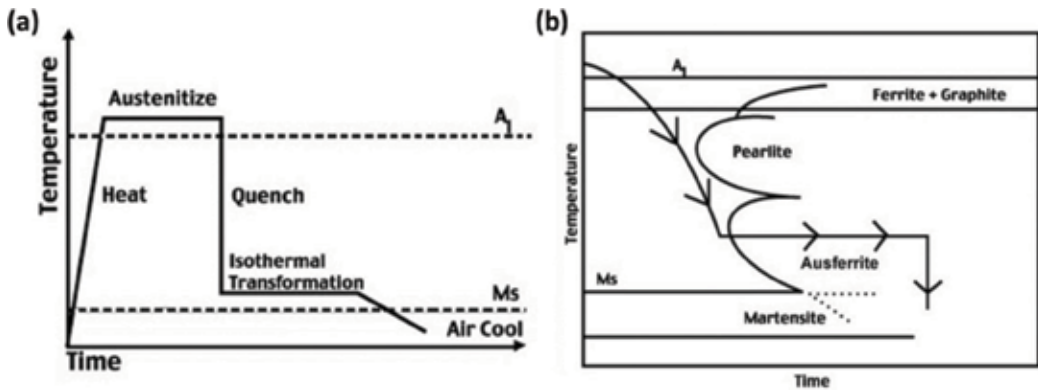 (a)
Temperature
Austenitize
A₁
Heat
Quench
Isothermal
Transformation
Ms
Air Cool
Time
(b)
Temperature
A₁
Ferrite + Graphite
Pearlite
Ausferrite
Ms
Martensite
Time